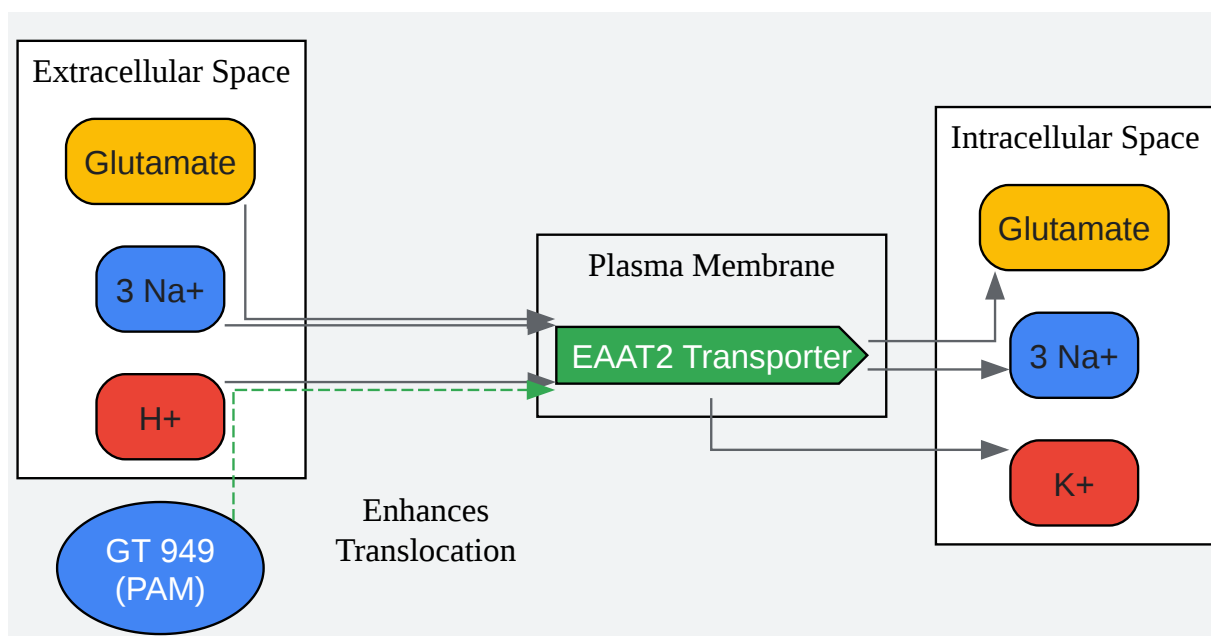 Extracellular Space
Glutamate
3 Na+
H+
GT 949
(PAM)
Enhances
Translocation
Plasma Membrane
EAAT2 Transporter
Intracellular Space
Glutamate
3 Na+
K+